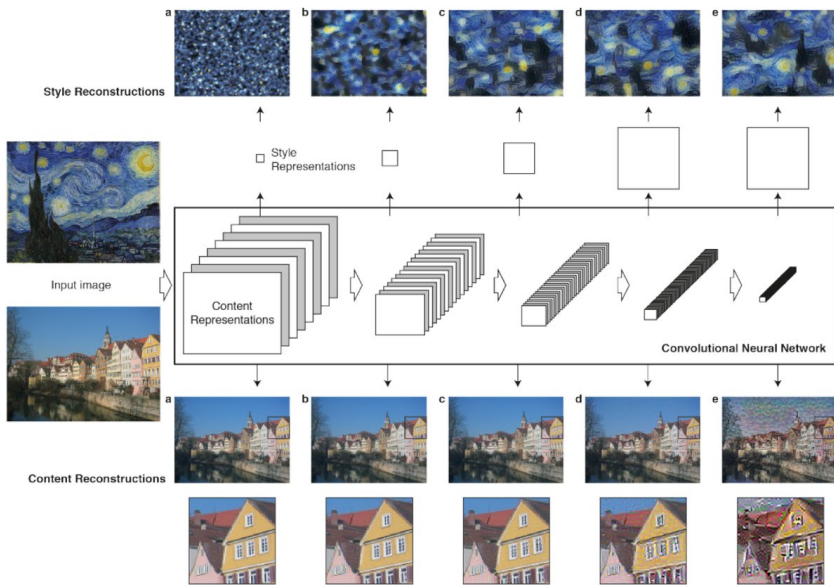 a b c d e
Style Reconstructions
Style
Representations
Input image
Content
Representations
Convolutional Neural Network
a b c d e
Content Reconstructions